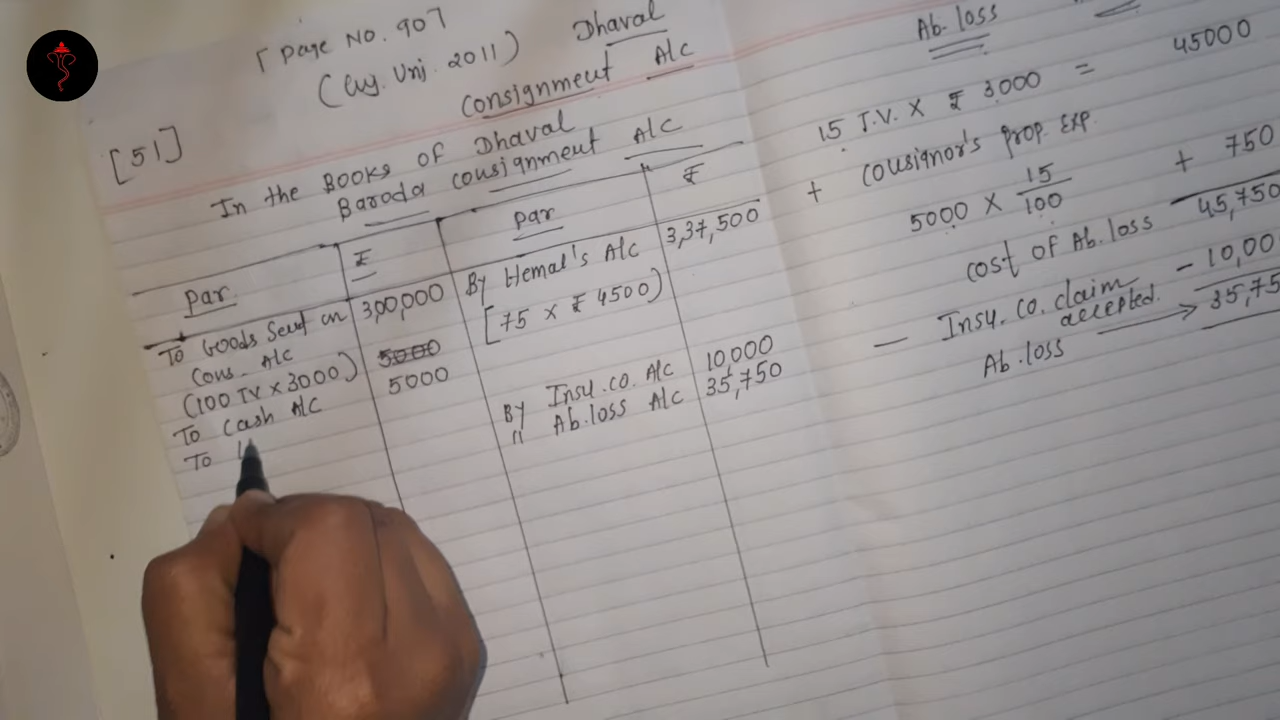 [Page No. 907
(Guj. Uni. 2011)
Dhaval
Consignment A/c
[51]
In the Books of Dhaval
Baroda consignment A/c
Par.
₹
Par
₹
To Goods Sent on
Cons. A/c
(100 TV x 3000)
3,00,000
5000
To Cash A/c
5000
To
By Hemal's A/c
3,37,500
[75 x ₹ 4500)
By Insu. co. A/c
10,000
" Ab. loss A/c
35,750
Ab. loss
15 T.V. x ₹ 3000 =
45000
+ cousignor's prop. Exp.
5000 x 15/100
+ 750
cost of Ab. loss
45,750
— Insu. co. claim
accepted.
- 10,00
Ab. loss
35,75